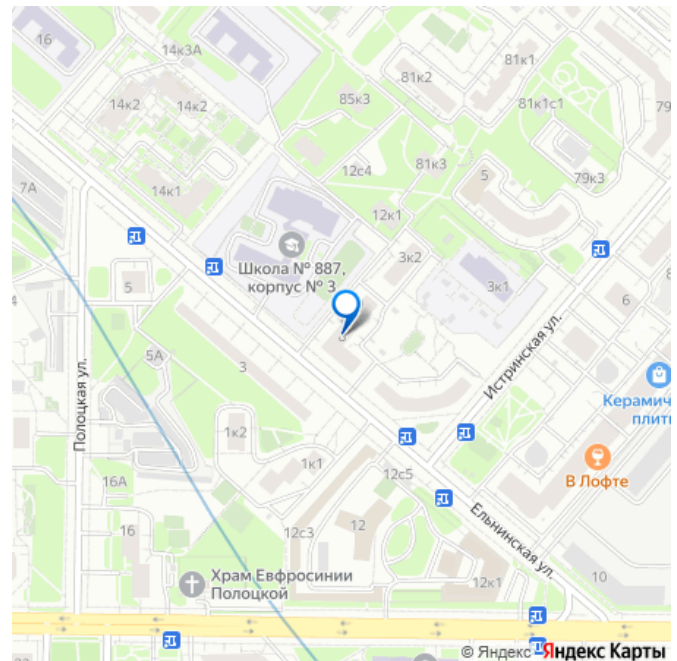 16
14к3А
14к2
14к2
85к3
81к2
81к1
81к1с1
79
79к3
12с4
81к3
5
14к1
7А
12к1
Школа № 887,
корпус № 3
3к2
3к1
5
6
Истринская ул.
5А
3
Керамич
плит
Полоцкая ул.
1к2
1к1
12с5
В Лофте
16А
16
12с3
12
Ельнинская ул.
12к1
10
Храм Евфросинии
Полоцкой
© Яндекс
Яндекс Карты